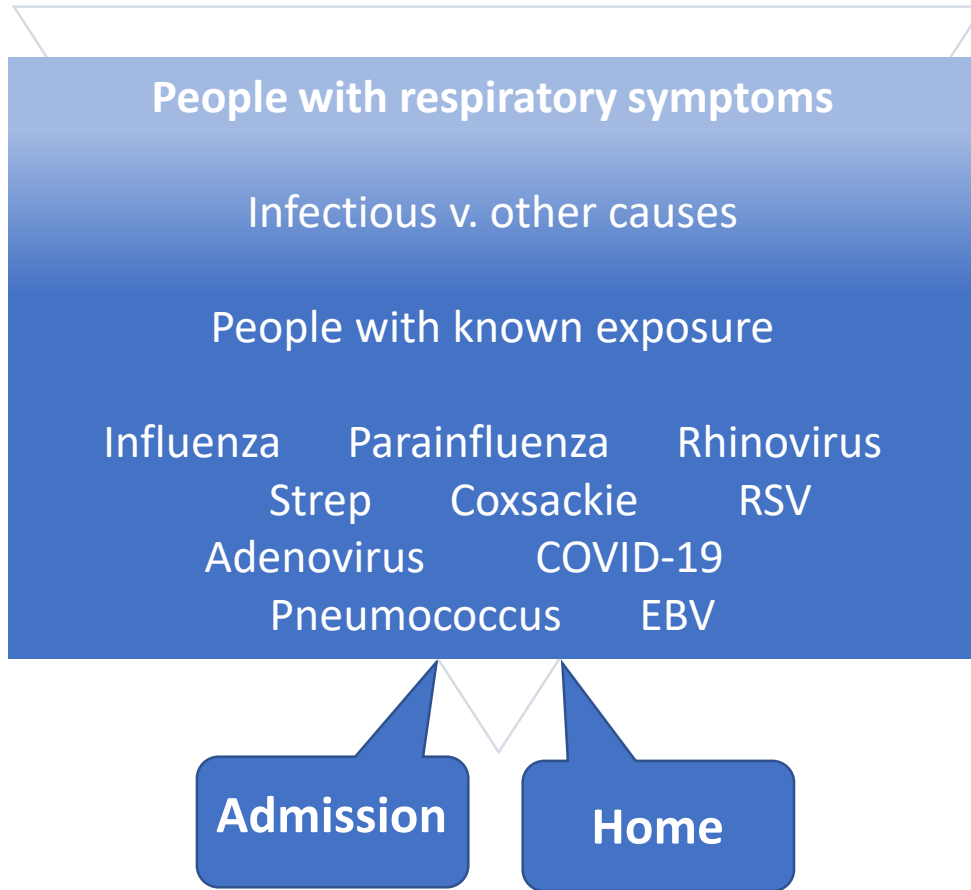 People with respiratory symptoms
Infectious v. other causes
People with known exposure
Influenza Parainfluenza Rhinovirus
Strep Coxsackie RSV
Adenovirus COVID-19
Pneumococcus EBV
Admission
Home